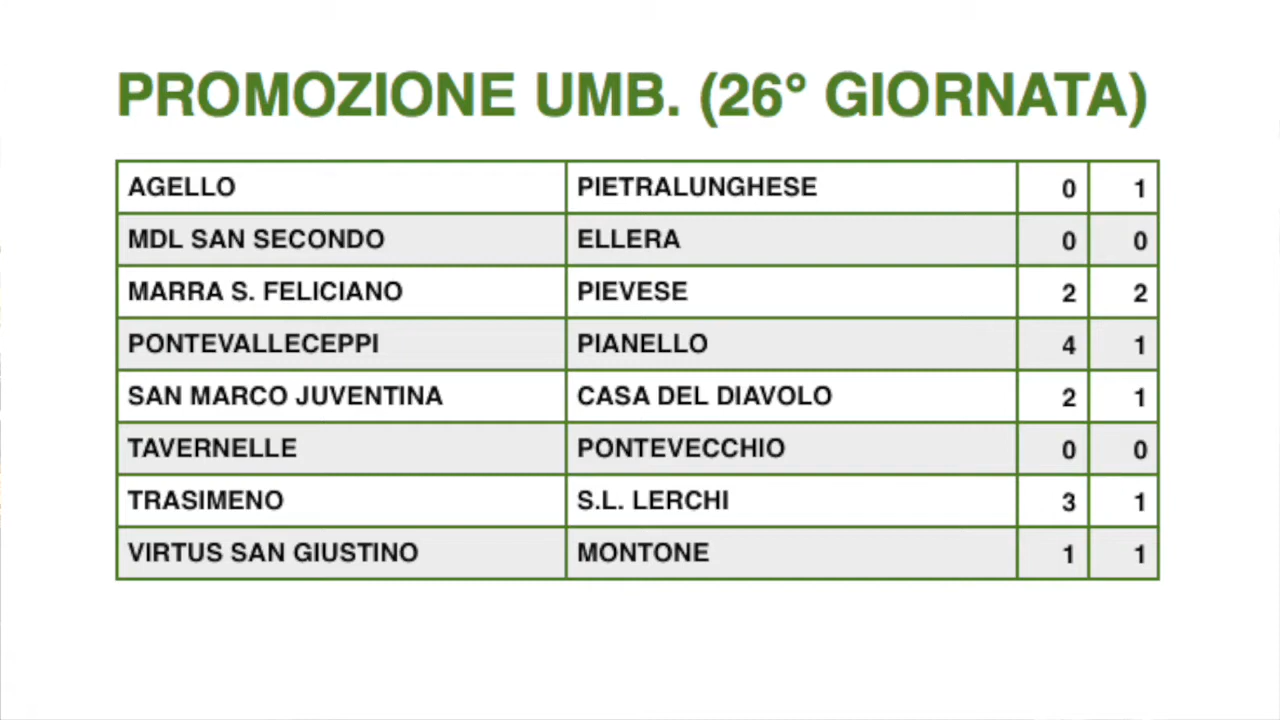 PROMOZIONE UMB. (26° GIORNATA)
AGELLO PIETRALUNGHESE 0 1
MDL SAN SECONDO ELLERA 0 0
MARRA S. FELICIANO PIEVESE 2 2
PONTEVALLECEPPI PIANELLO 4 1
SAN MARCO JUVENTINA CASA DEL DIAVOLO 2 1
TAVERNELLE PONTEVECCHIO 0 0
TRASIMENO S.L. LERCHI 3 1
VIRTUS SAN GIUSTINO MONTONE 1 1